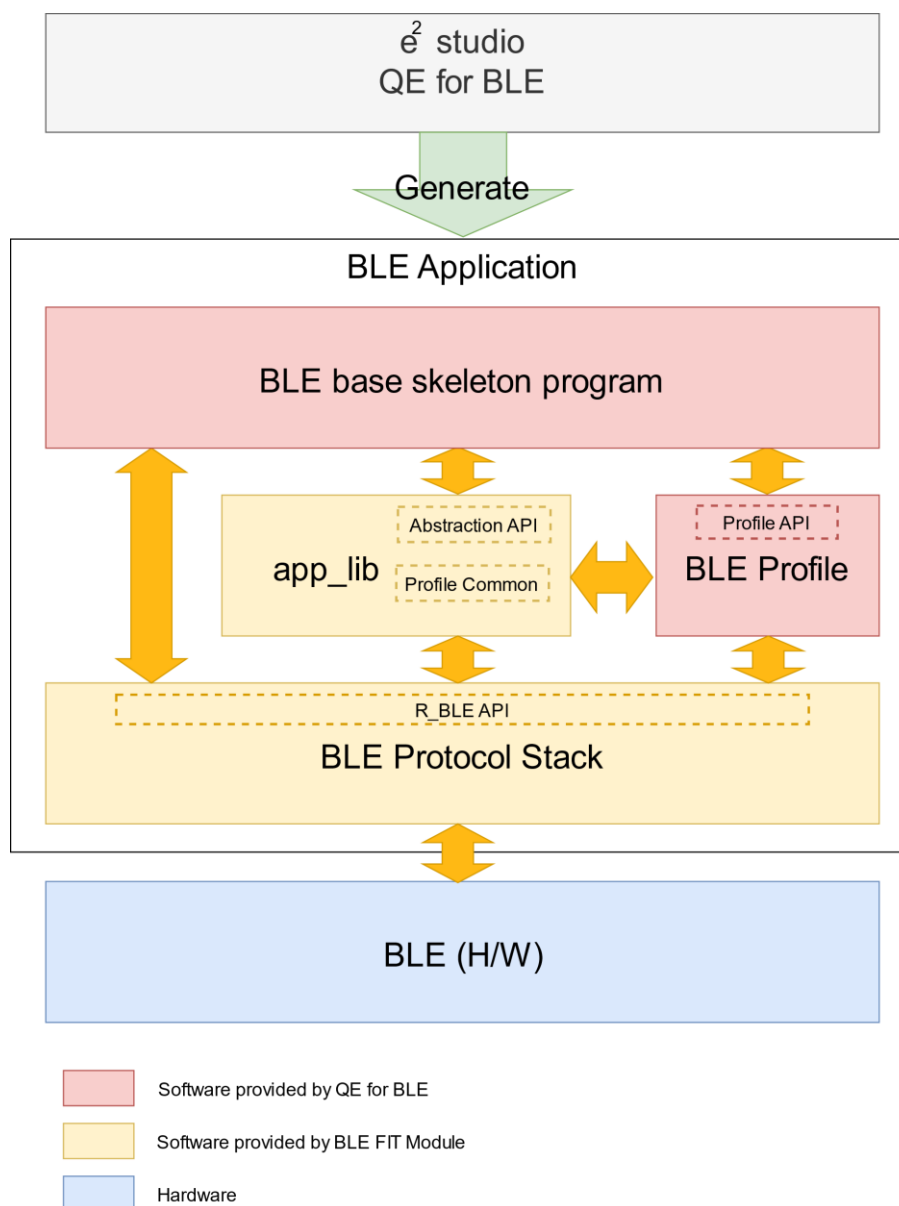 e² studio
QE for BLE
Generate
BLE Application
BLE base skeleton program
Abstraction API
app_lib
Profile Common
Profile API
BLE Profile
R_BLE API
BLE Protocol Stack
BLE (H/W)
Software provided by QE for BLE
Software provided by BLE FIT Module
Hardware